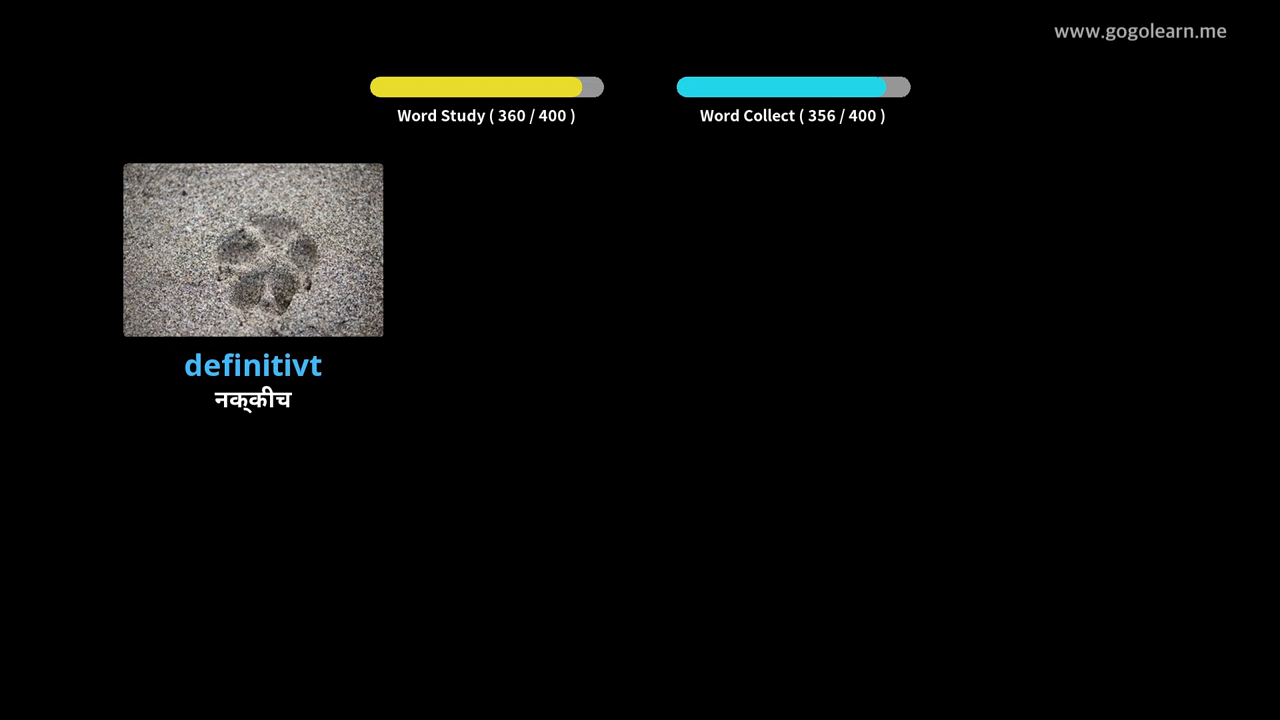 www.gogolearn.me
Word Study ( 360 / 400 )
Word Collect ( 356 / 400 )
definitivt
नक्कीच